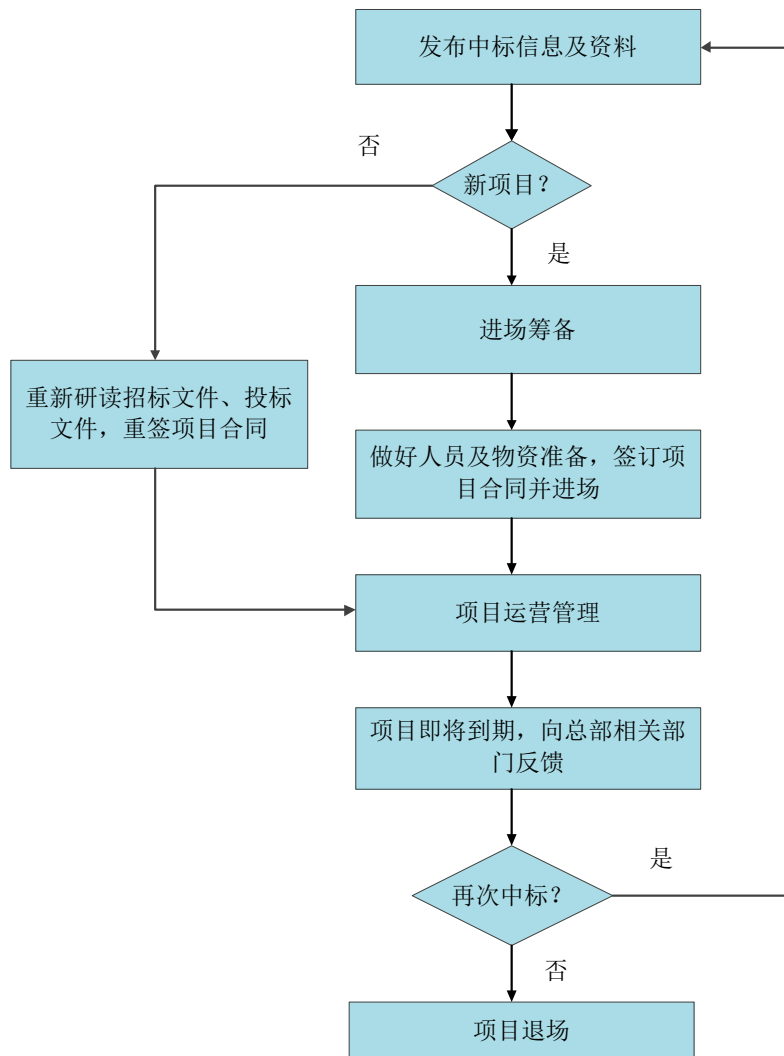 发布中标信息及资料
否
新项目？
是
进场筹备
重新研读招标文件、投标
文件，重签项目合同
做好人员及物资准备，签订项
目合同并进场
项目运营管理
项目即将到期，向总部相关部
门反馈
再次中标？
是
否
项目退场